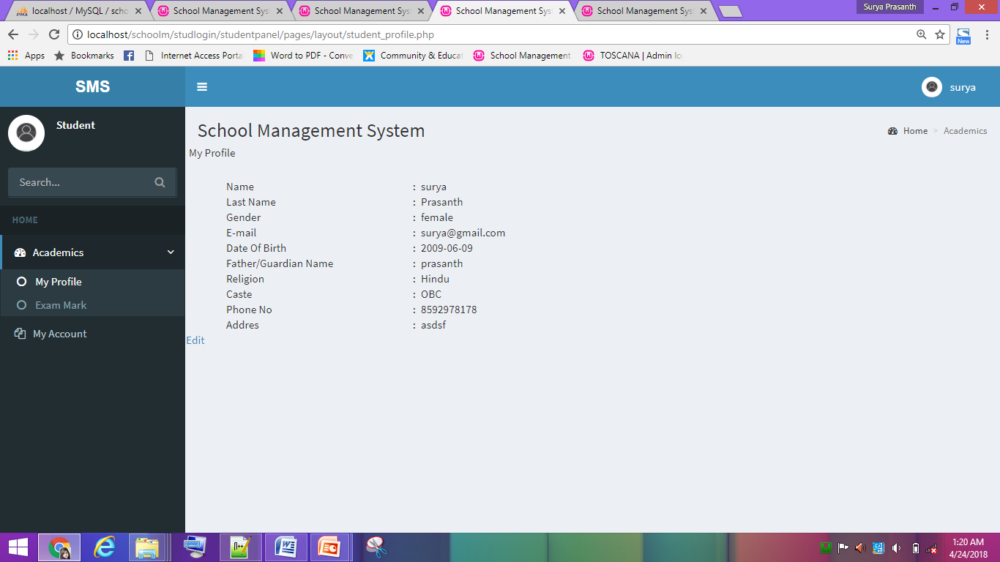 localhost / MySQL / scho
School Management Sys
School Management Sys
School Management Sys
School Management Sys
Surya Prasanth
localhost/schoolm/studlogin/studentpanel/pages/layout/student_profile.php
New
Apps
Bookmarks
Internet Access Porta
Word to PDF - Conve
Community & Educat
School Management
TOSCANA | Admin lo
SMS
surya
Student
School Management System
Home > Academics
My Profile
Search...
HOME
Academics
My Profile
Exam Mark
My Account
Name : surya
Last Name : Prasanth
Gender : female
E-mail : surya@gmail.com
Date Of Birth : 2009-06-09
Father/Guardian Name : prasanth
Religion : Hindu
Caste : OBC
Phone No : 8592978178
Addres : asdsf
Edit
1:20 AM
4/24/2018